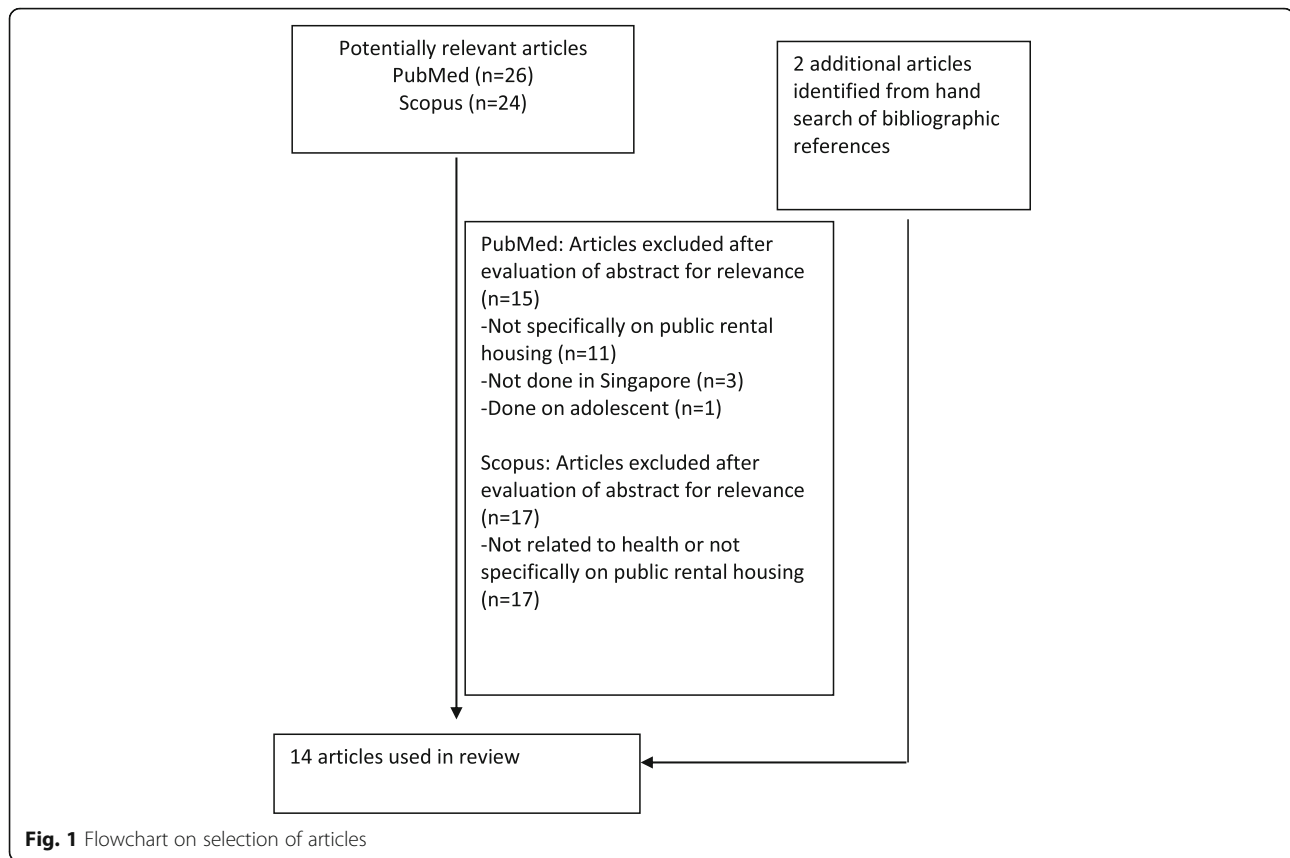 Potentially relevant articles
PubMed (n=26)
Scopus (n=24)
2 additional articles
identified from hand
search of bibliographic
references
PubMed: Articles excluded after
evaluation of abstract for relevance
(n=15)
-Not specifically on public rental
housing (n=11)
-Not done in Singapore (n=3)
-Done on adolescent (n=1)
Scopus: Articles excluded after
evaluation of abstract for relevance
(n=17)
-Not related to health or not
specifically on public rental housing
(n=17)
14 articles used in review
Fig. 1 Flowchart on selection of articles